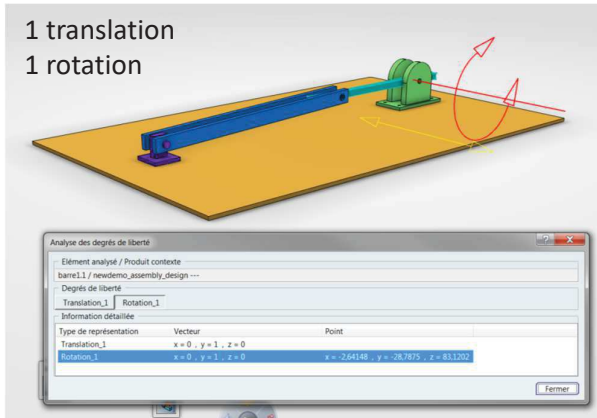 1 translation
1 rotation
Analyse des degrés de liberté
Elément analysé / Produit contexte
barre1.1 / newdemo_assembly_design ---
Degrés de liberté
Translation_1 Rotation_1
Information détaillée
Type de représentation Vecteur Point
Translation_1 x = 0 , y = 1 , z = 0
Rotation_1 x = 0 , y = 1 , z = 0 x = -2,64148 , y = -28,7875 , z = 83,1202
Fermer